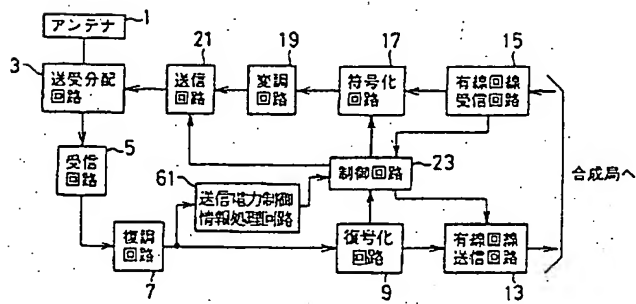 アンテナ
1
21
19
17
15
3
送受分配
回路
送信
回路
変調
回路
符号化
回路
有線回線
受信回路
5
受信
回路
23
制御回路
合成局へ
61
送信電力制御
情報処理回路
復調
回路
復号化
回路
有線回線
送信回路
7
9
13